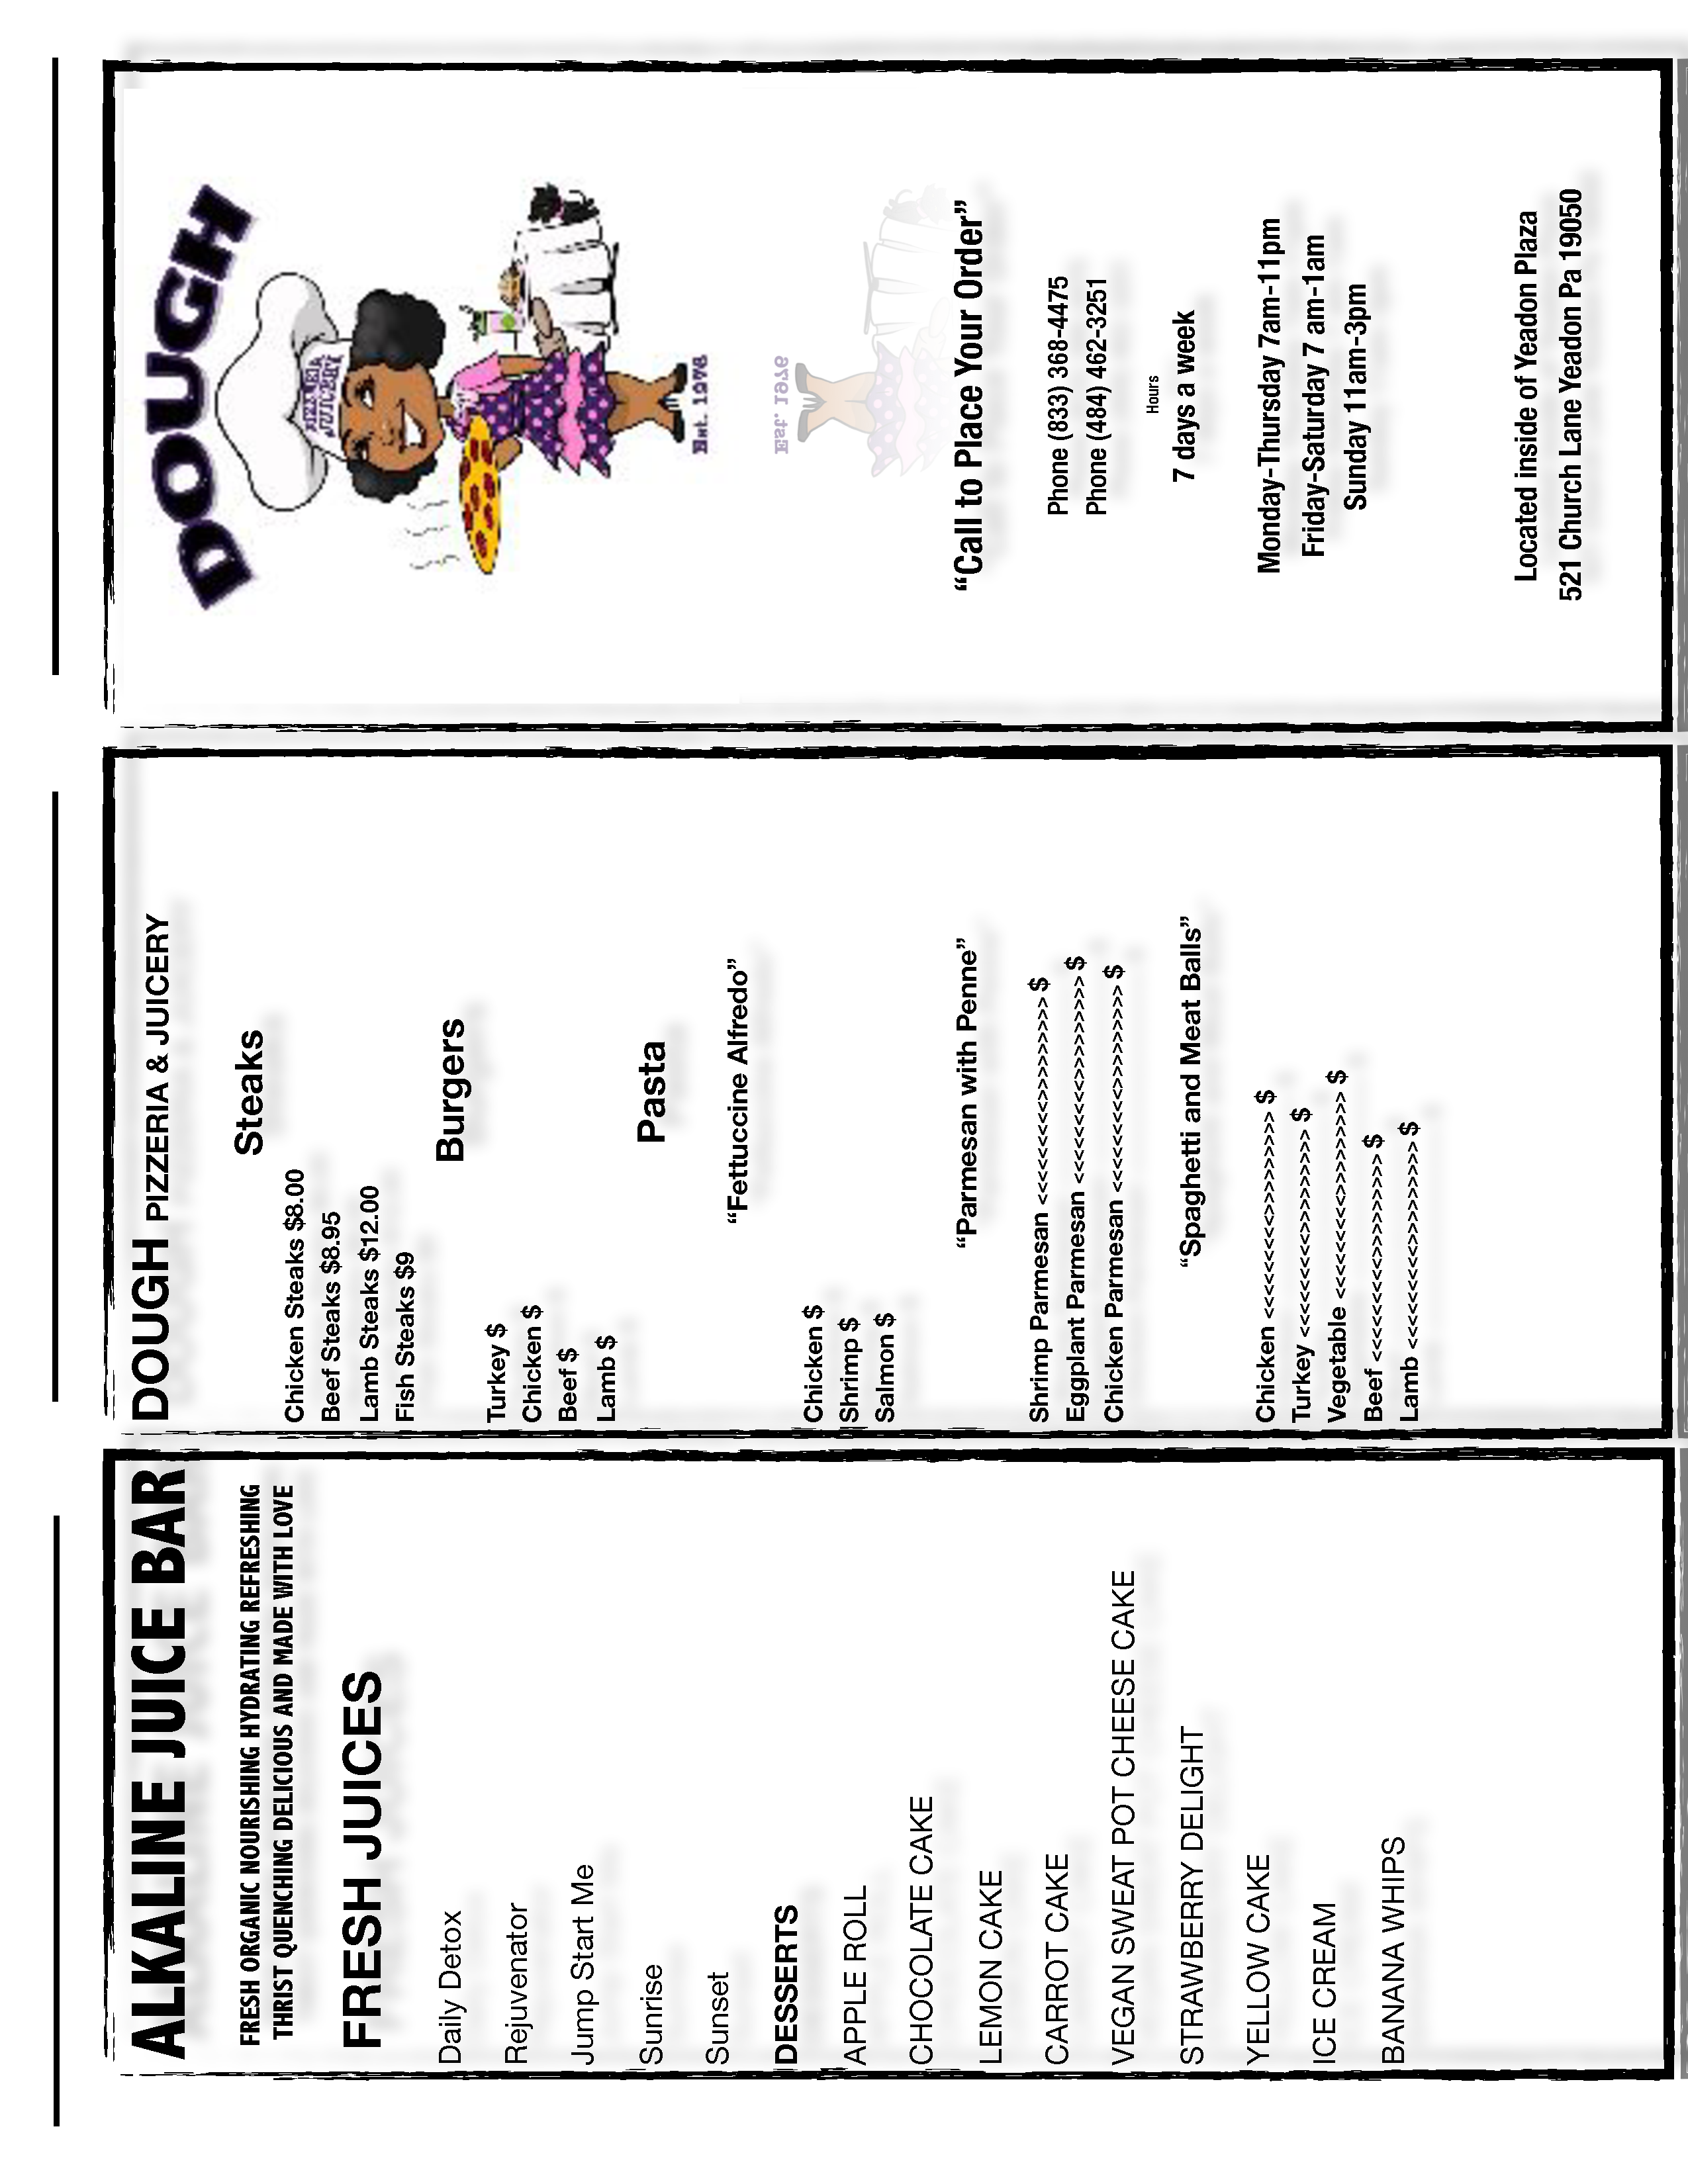 ALKALINE JUICE BAR
FRESH ORGANIC NOURISHING HYDRATING REFRESHING
THRIST QUENCHING DELICIOUS AND MADE WITH LOVE
FRESH JUICES
Daily Detox
Rejuvenator
Jump Start Me
Sunrise
Sunset
DESSERTS
APPLE ROLL
CHOCOLATE CAKE
LEMON CAKE
CARROT CAKE
VEGAN SWEAT POT CHEESE CAKE
STRAWBERRY DELIGHT
YELLOW CAKE
ICE CREAM
BANANA WHIPS
DOUGH PIZZERIA & JUICERY
Steaks
Chicken Steaks $8.00
Beef Steaks $8.95
Lamb Steaks $12.00
Fish Steaks $9
Burgers
Turkey $
Chicken $
Beef $
Lamb $
Pasta
“Fettuccine Alfredo”
Chicken $
Shrimp $
Salmon $
“Parmesan with Penne”
Shrimp Parmesan <<<<<<<<<>>>>>>>>> $
Eggplant Parmesan <<<<<<<<<>>>>>>>>> $
Chicken Parmesan <<<<<<<<<>>>>>>>>> $
“Spaghetti and Meat Balls”
Chicken <<<<<<<<<>>>>>>>>> $
Turkey <<<<<<<<<>>>>>>>>> $
Vegetable <<<<<<<<<>>>>>>>>> $
Beef <<<<<<<<<>>>>>>>>> $
Lamb <<<<<<<<<>>>>>>>>> $
DOUGH
PIZZERIA
JUICERY
Est. 1976
“Call to Place Your Order”
Phone (833) 368-4475
Phone (484) 462-3251
Hours
7 days a week
Monday-Thursday 7am-11pm
Friday-Saturday 7 am-1am
Sunday 11am-3pm
Located inside of Yeadon Plaza
521 Church Lane Yeadon Pa 19050